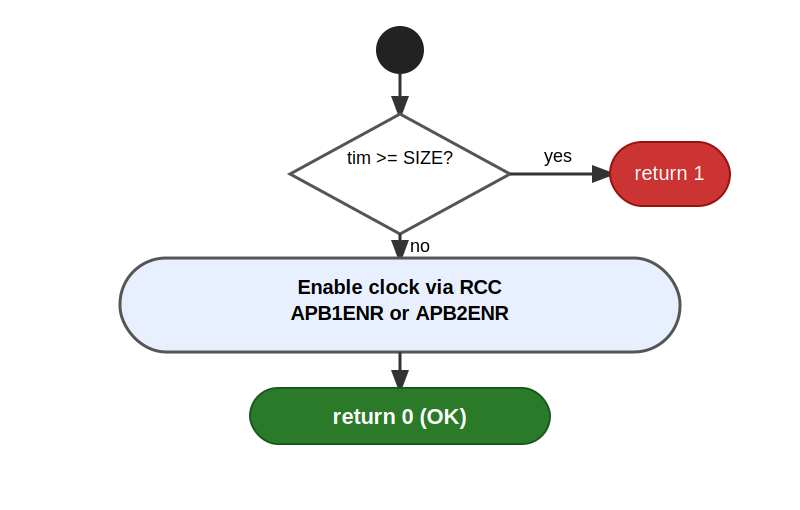 tim >= SIZE?
yes
return 1
no
Enable clock via RCC
APB1ENR or APB2ENR
return 0 (OK)